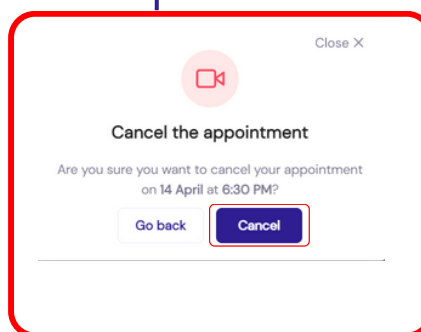 Close X
Cancel the appointment
Are you sure you want to cancel your appointment
on 14 April at 6:30 PM?
Go back
Cancel